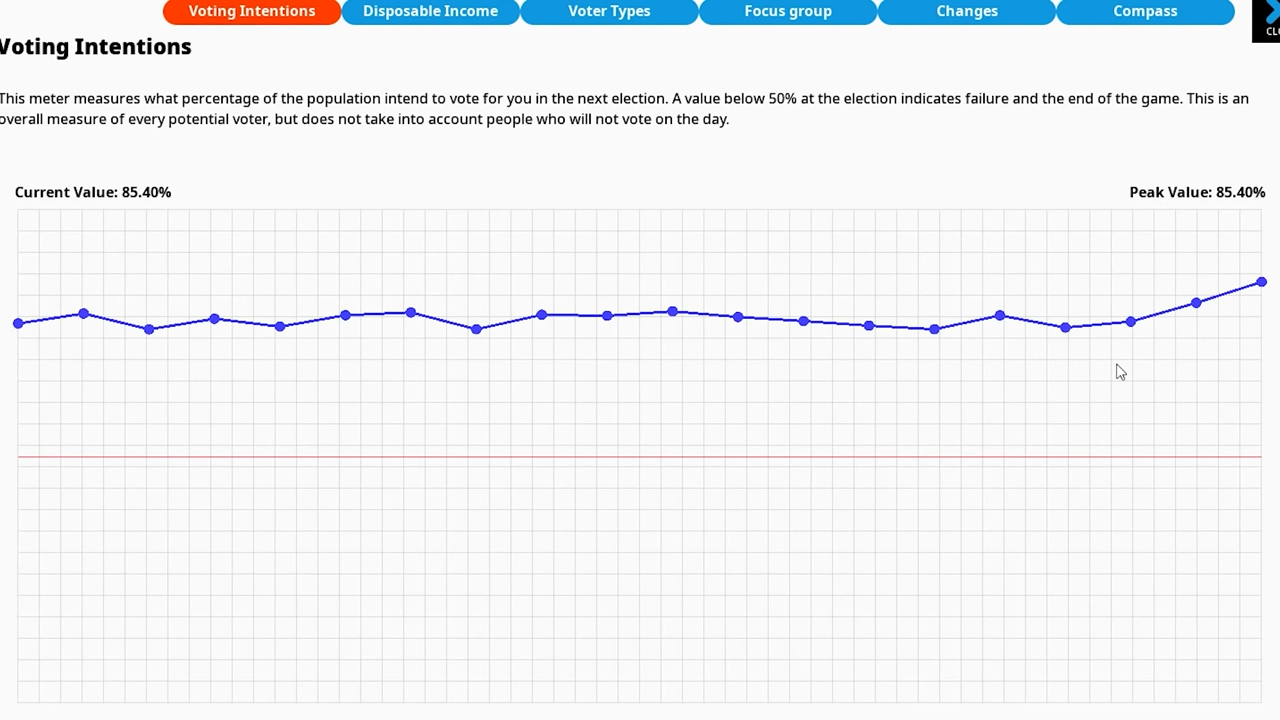 Voting Intentions
Disposable Income
Voter Types
Focus group
Changes
Compass
Voting Intentions
This meter measures what percentage of the population intend to vote for you in the next election. A value below 50% at the election indicates failure and the end of the game. This is an
overall measure of every potential voter, but does not take into account people who will not vote on the day.
Current Value: 85.40%
Peak Value: 85.40%